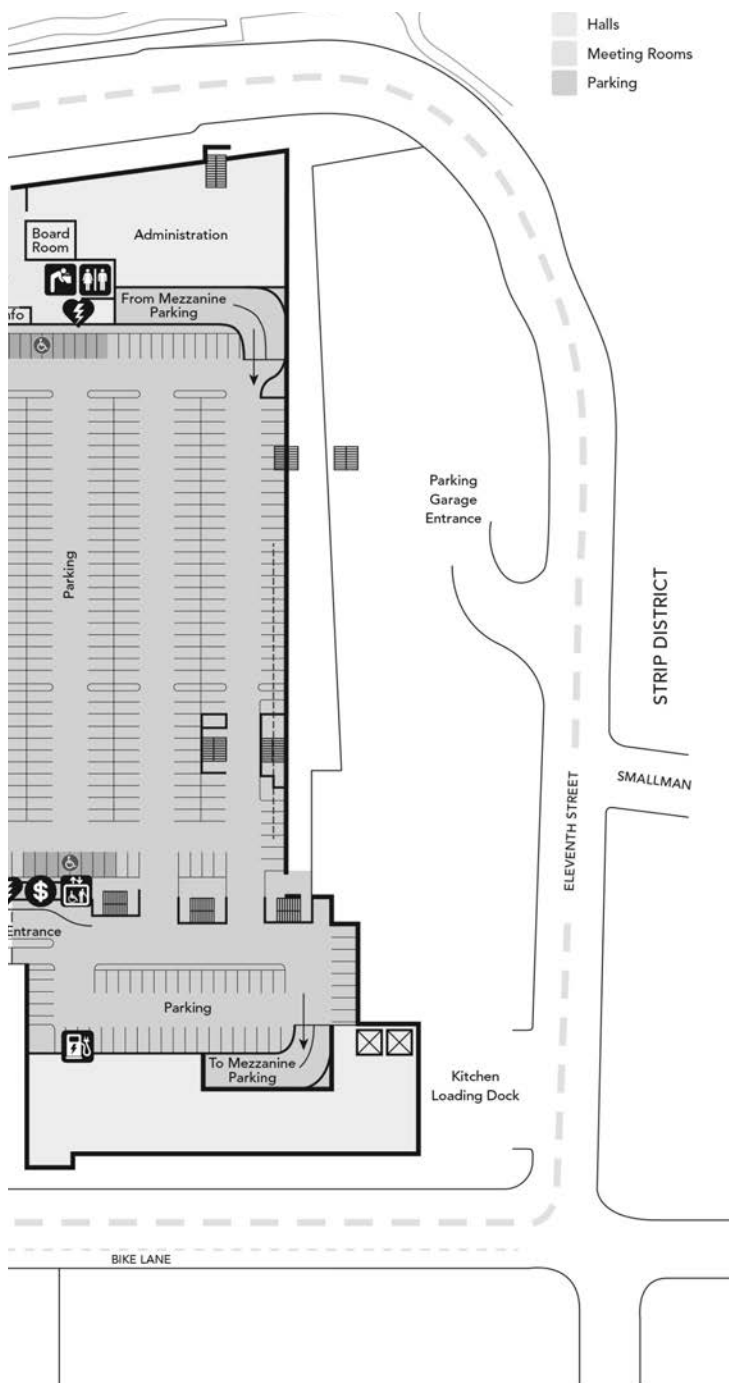 Halls
Meeting Rooms
Parking
Board
Room
Administration
From Mezzanine
Parking
nfo
Parking
Garage
Entrance
Parking
STRIP DISTRICT
SMALLMAN
ELEVENTH STREET
$
Entrance
Parking
To Mezzanine
Parking
Kitchen
Loading Dock
BIKE LANE